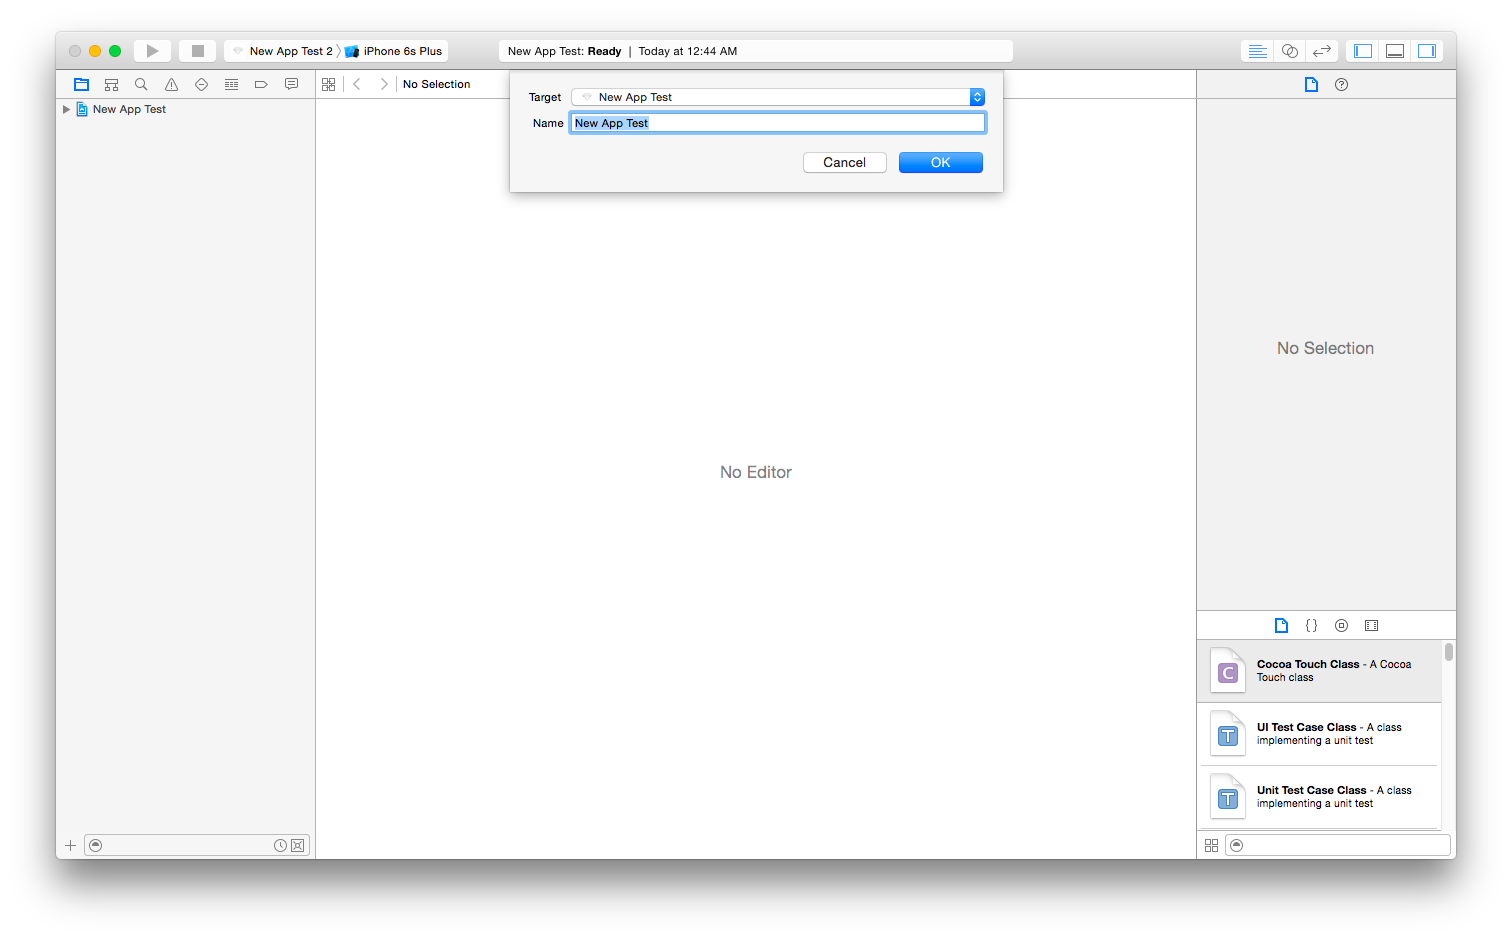 New App Test 2 iPhone 6s Plus
New App Test: Ready | Today at 12:44 AM
No Selection
New App Test
Target New App Test
Name New App Test
Cancel OK
No Editor
No Selection
{}
C
Cocoa Touch Class - A Cocoa
Touch class
T
UI Test Case Class - A class
implementing a unit test
T
Unit Test Case Class - A class
implementing a unit test